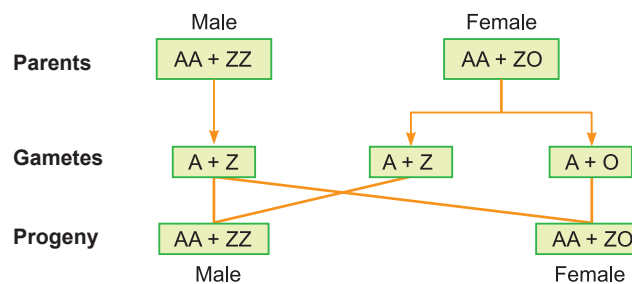 Male Female
Parents AA + ZZ AA + ZO
Gametes A + Z A + Z A + O
Progeny AA + ZZ AA + ZO
Male Female